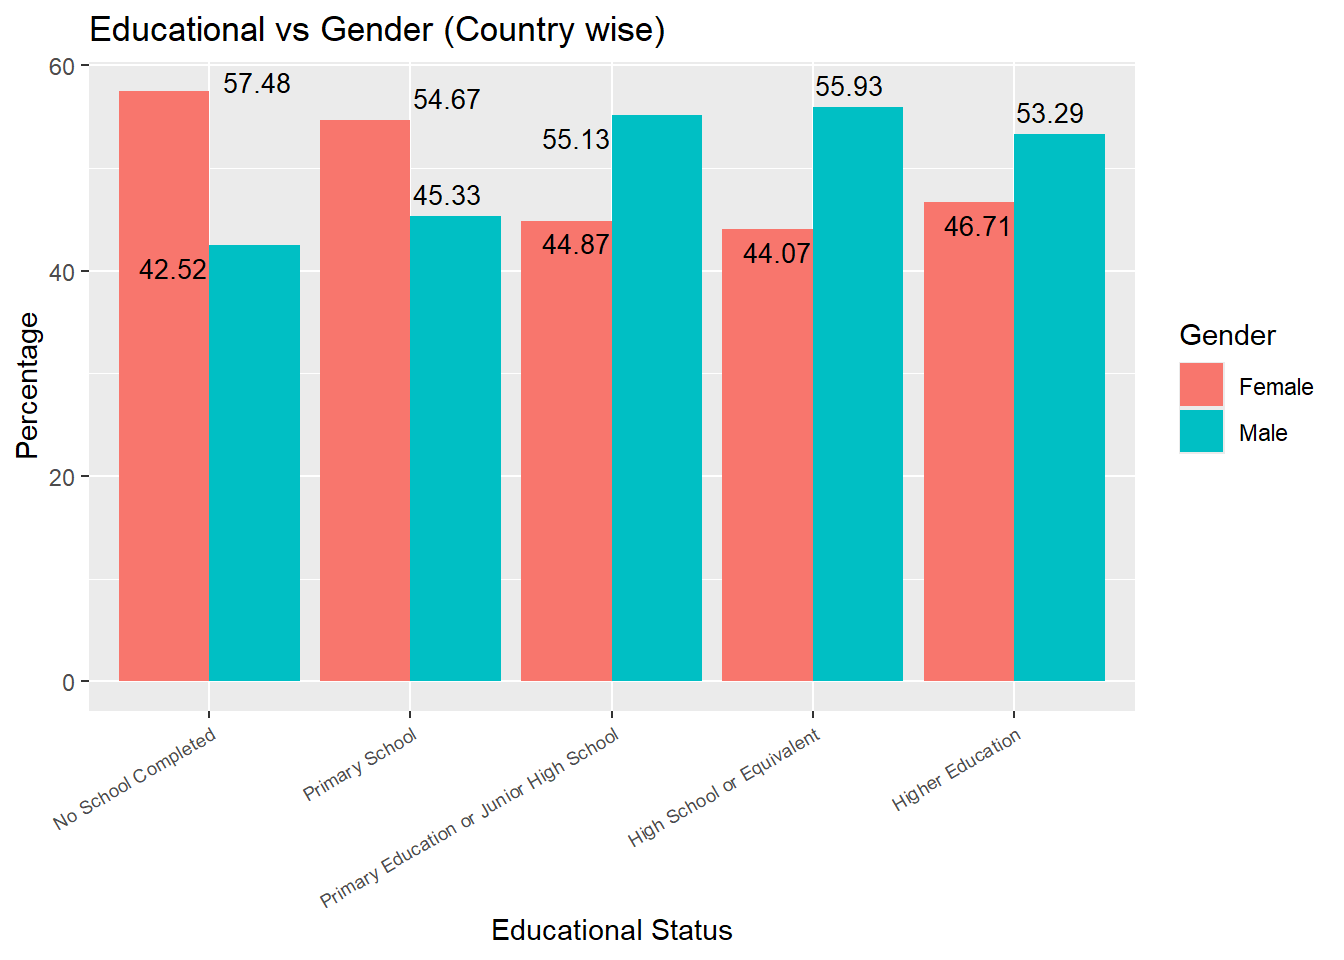 Educational vs Gender (Country wise)
60
40
20
0
Percentage
57.48
42.52
54.67
45.33
55.13
44.87
55.93
44.07
53.29
46.71
No School Completed
Primary School
Primary Education or Junior High School
High School or Equivalent
Higher Education
Educational Status
Gender
Female
Male